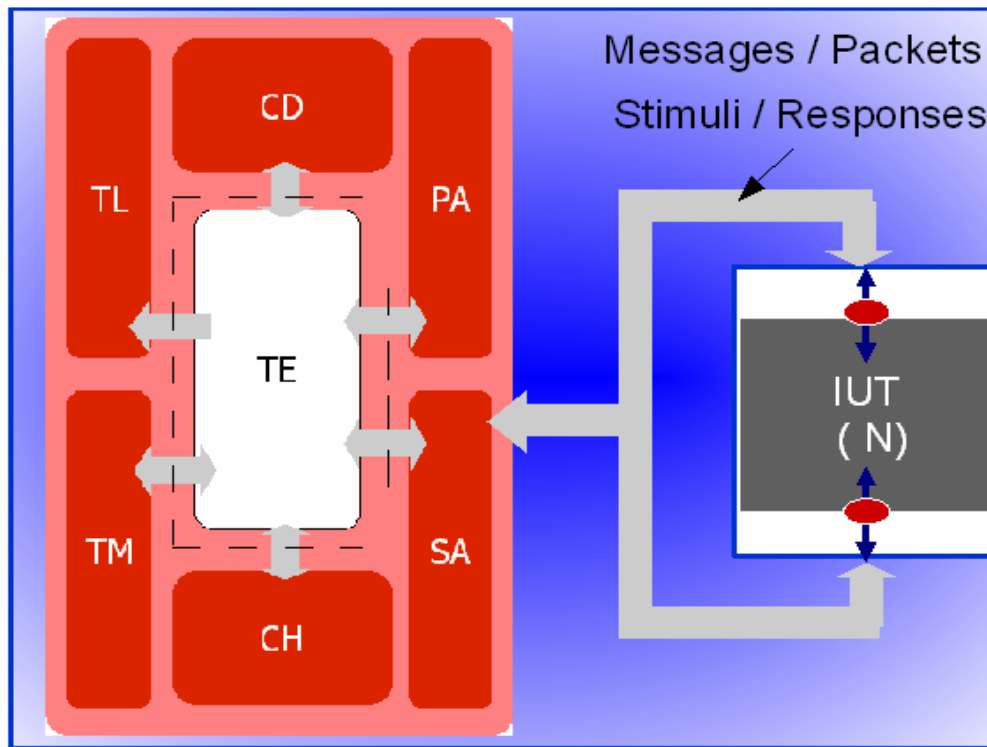 Messages / Packets
Stimuli / Responses
CD
TL
PA
TE
IUT
( N)
TM
SA
CH